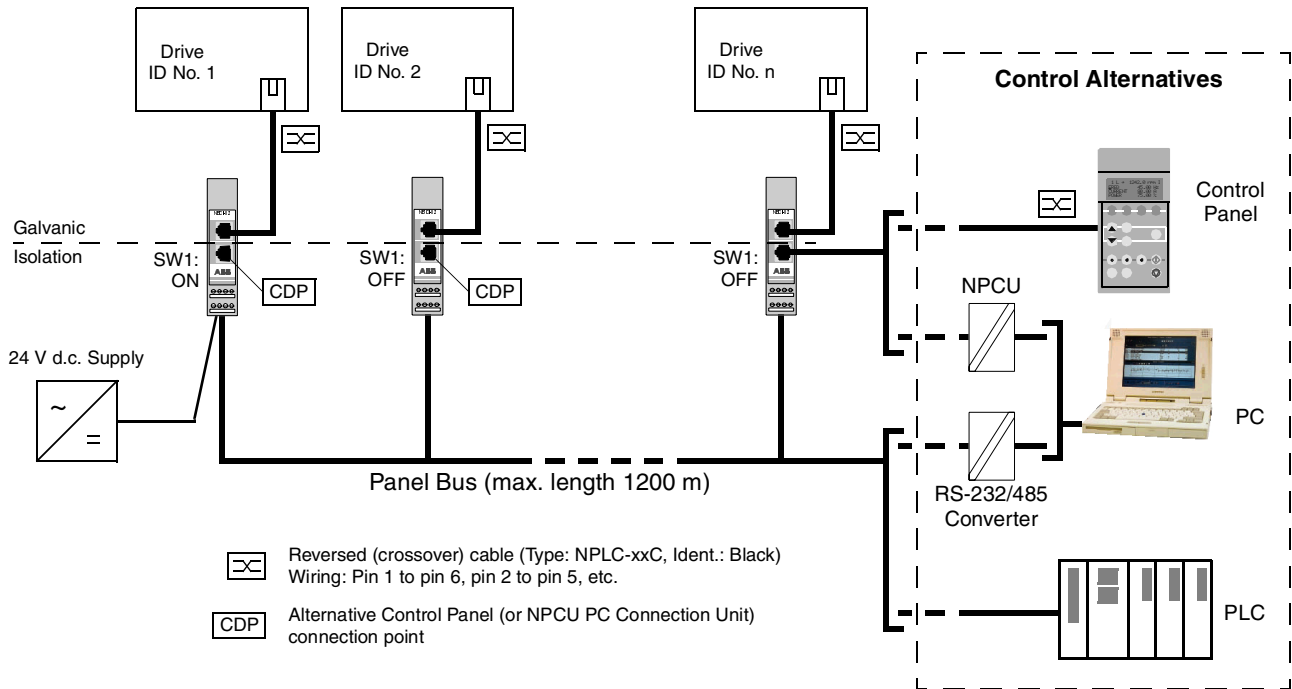 Drive
ID No. 1
Drive
ID No. 2
Drive
ID No. n
Control Alternatives
Control
Panel
Galvanic
Isolation
SW1:
ON
ABB
CDP
SW1:
OFF
ABB
CDP
SW1:
OFF
ABB
NPCU
24 V d.c. Supply
~
=
PC
Panel Bus (max. length 1200 m)
RS-232/485
Converter
Reversed (crossover) cable (Type: NPLC-xxC, Ident.: Black)
Wiring: Pin 1 to pin 6, pin 2 to pin 5, etc.
CDP
Alternative Control Panel (or NPCU PC Connection Unit)
connection point
PLC